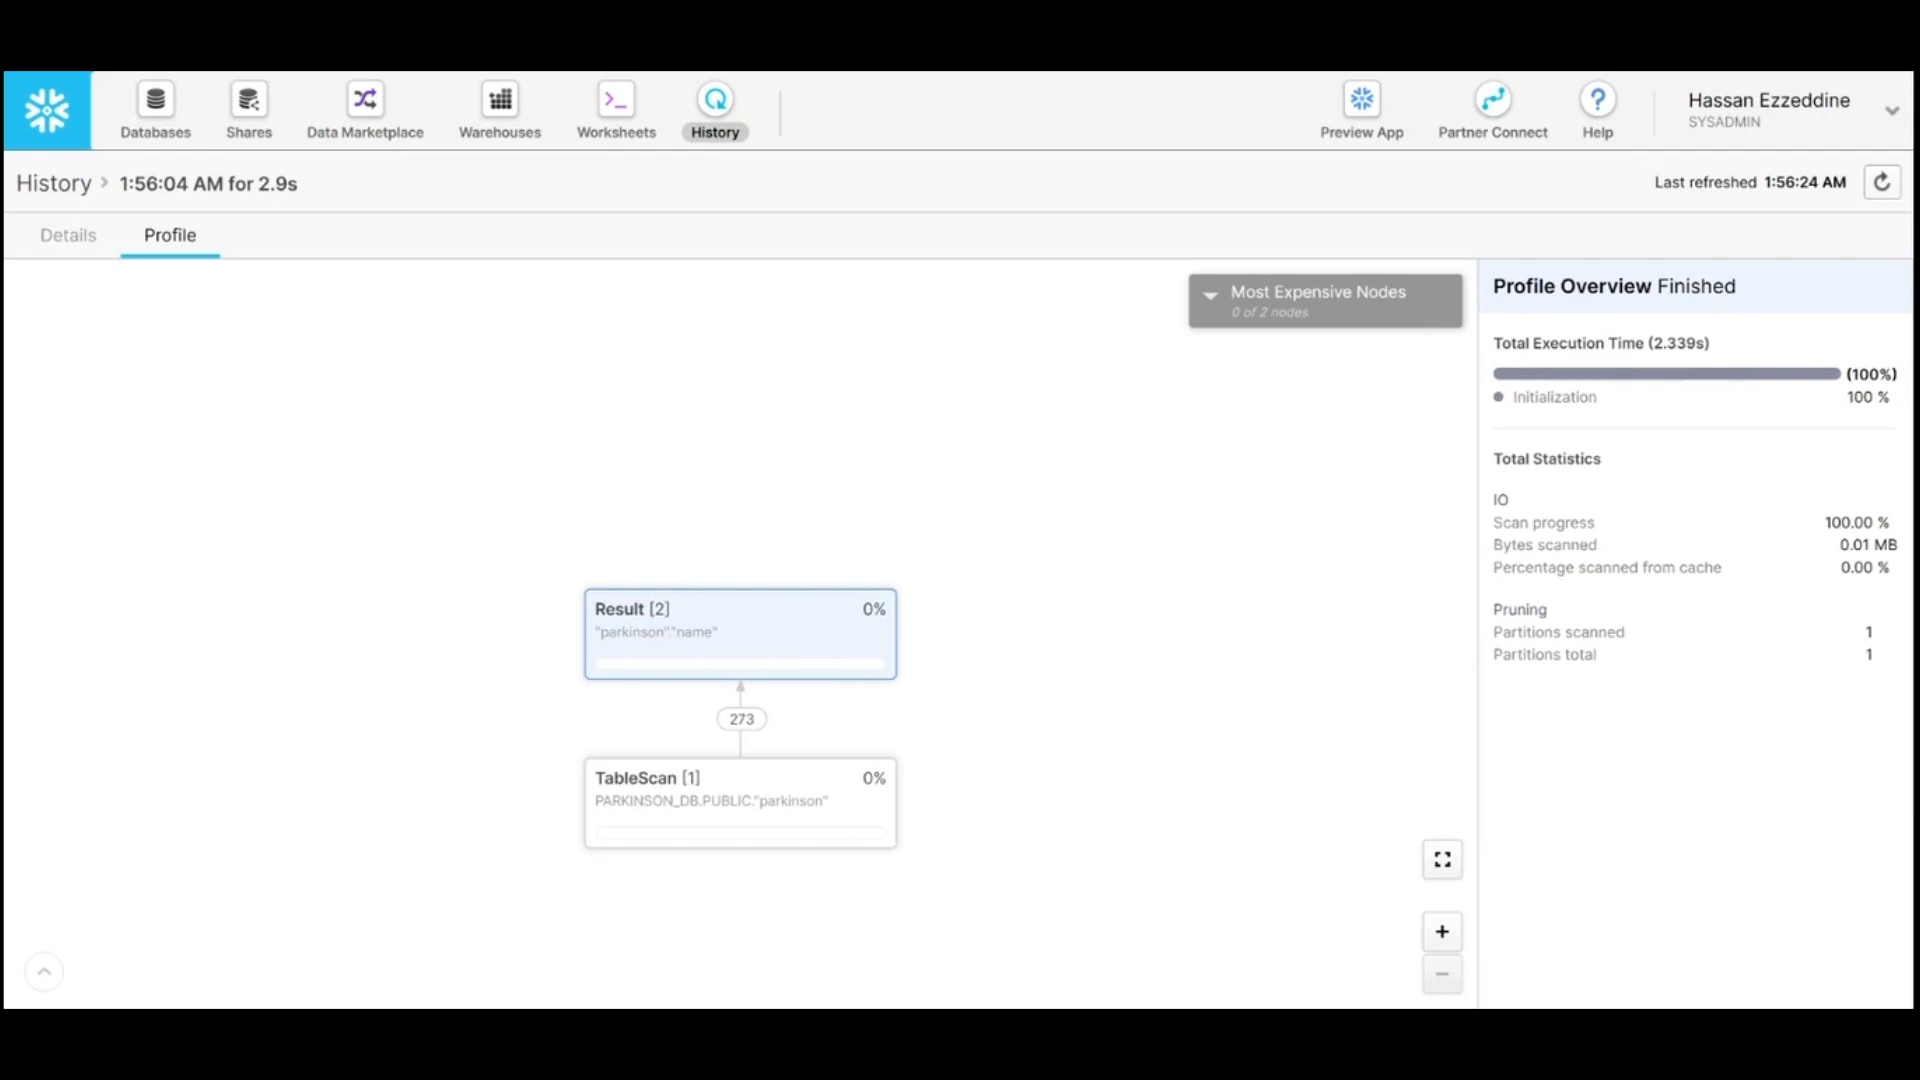 Databases
Shares
Data Marketplace
Warehouses
Worksheets
History
Preview App
Partner Connect
Help
Hassan Ezzeddine
SYSADMIN
History > 1:56:04 AM for 2.9s
Last refreshed 1:56:24 AM
Details
Profile
Most Expensive Nodes
0 of 2 nodes
Profile Overview Finished
Total Execution Time (2.339s)
(100%)
Initialization 100 %
Total Statistics
IO
Scan progress 100.00 %
Bytes scanned 0.01 MB
Percentage scanned from cache 0.00 %
Pruning
Partitions scanned 1
Partitions total 1
Result [2] 0%
"parkinson"."name"
273
TableScan [1] 0%
PARKINSON_DB.PUBLIC."parkinson"